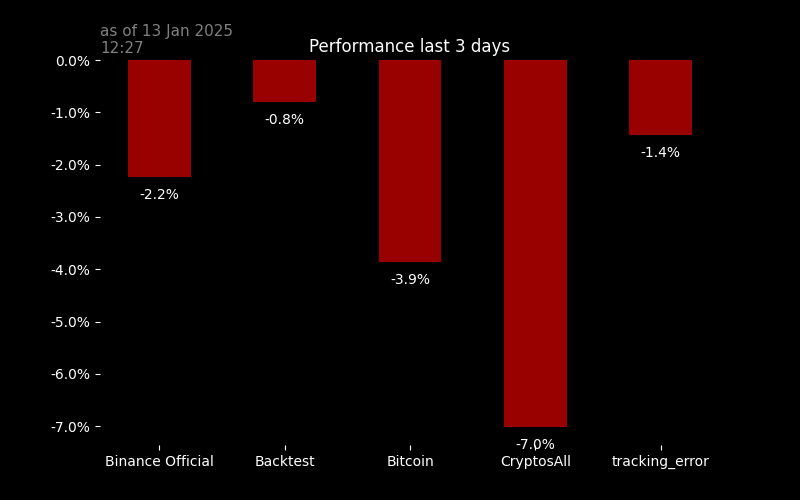 as of 13 Jan 2025
12:27
Performance last 3 days
0.0%
-1.0%
-2.0%
-3.0%
-4.0%
-5.0%
-6.0%
-7.0%
-2.2%
-0.8%
-3.9%
-7.0%
-1.4%
Binance Official
Backtest
Bitcoin
CryptosAll
tracking_error